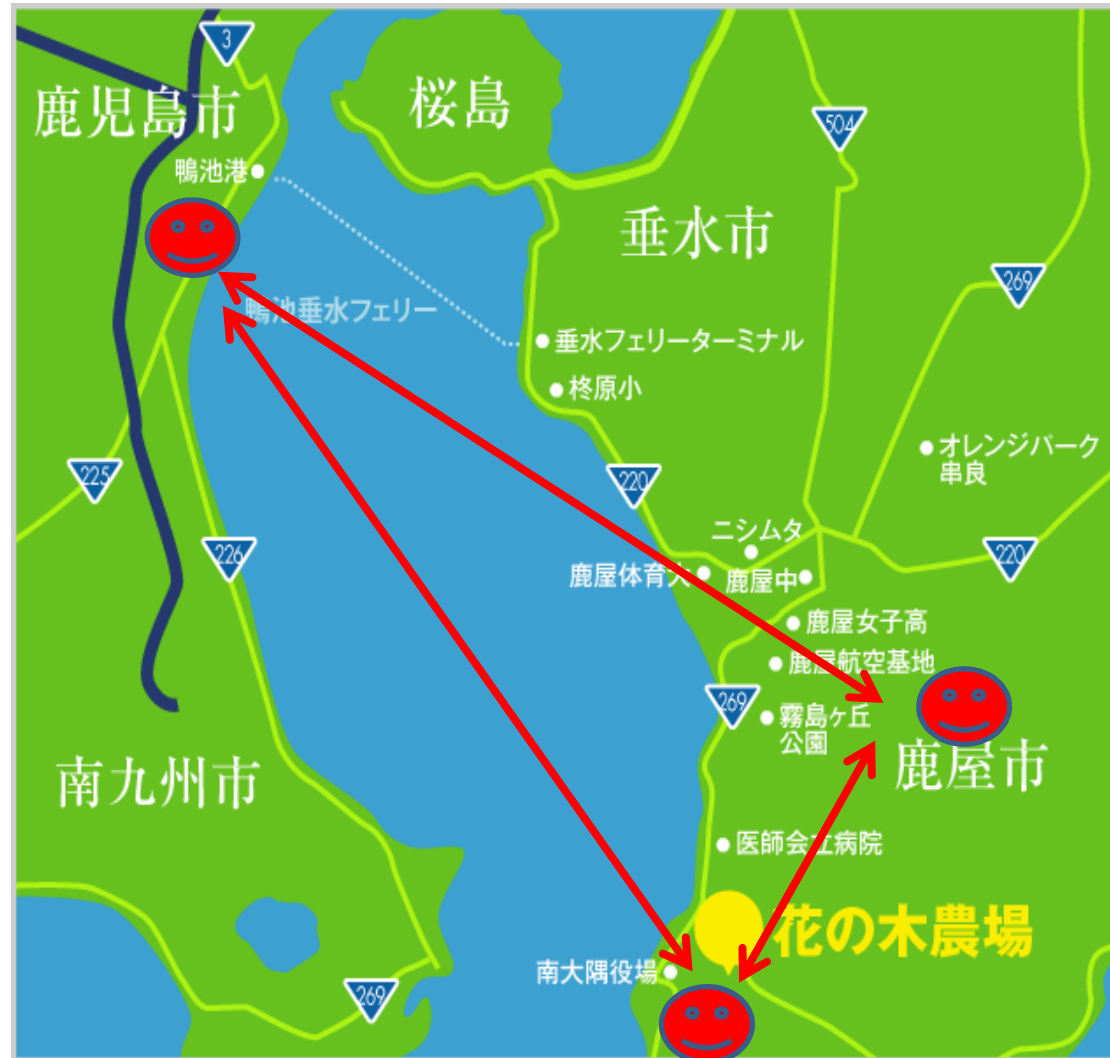 3
鹿児島市
桜島
504
鴨池港
垂水市
269
鴨池垂水フェリー
垂水フェリーターミナル
柊原小
オレンジパーク
串良
225
220
ニシムタ
226
220
鹿屋体育大
鹿屋中
鹿屋女子高
鹿屋航空基地
269
霧島ヶ丘
公園
鹿屋市
南九州市
医師会立病院
花の木農場
南大隅役場
269